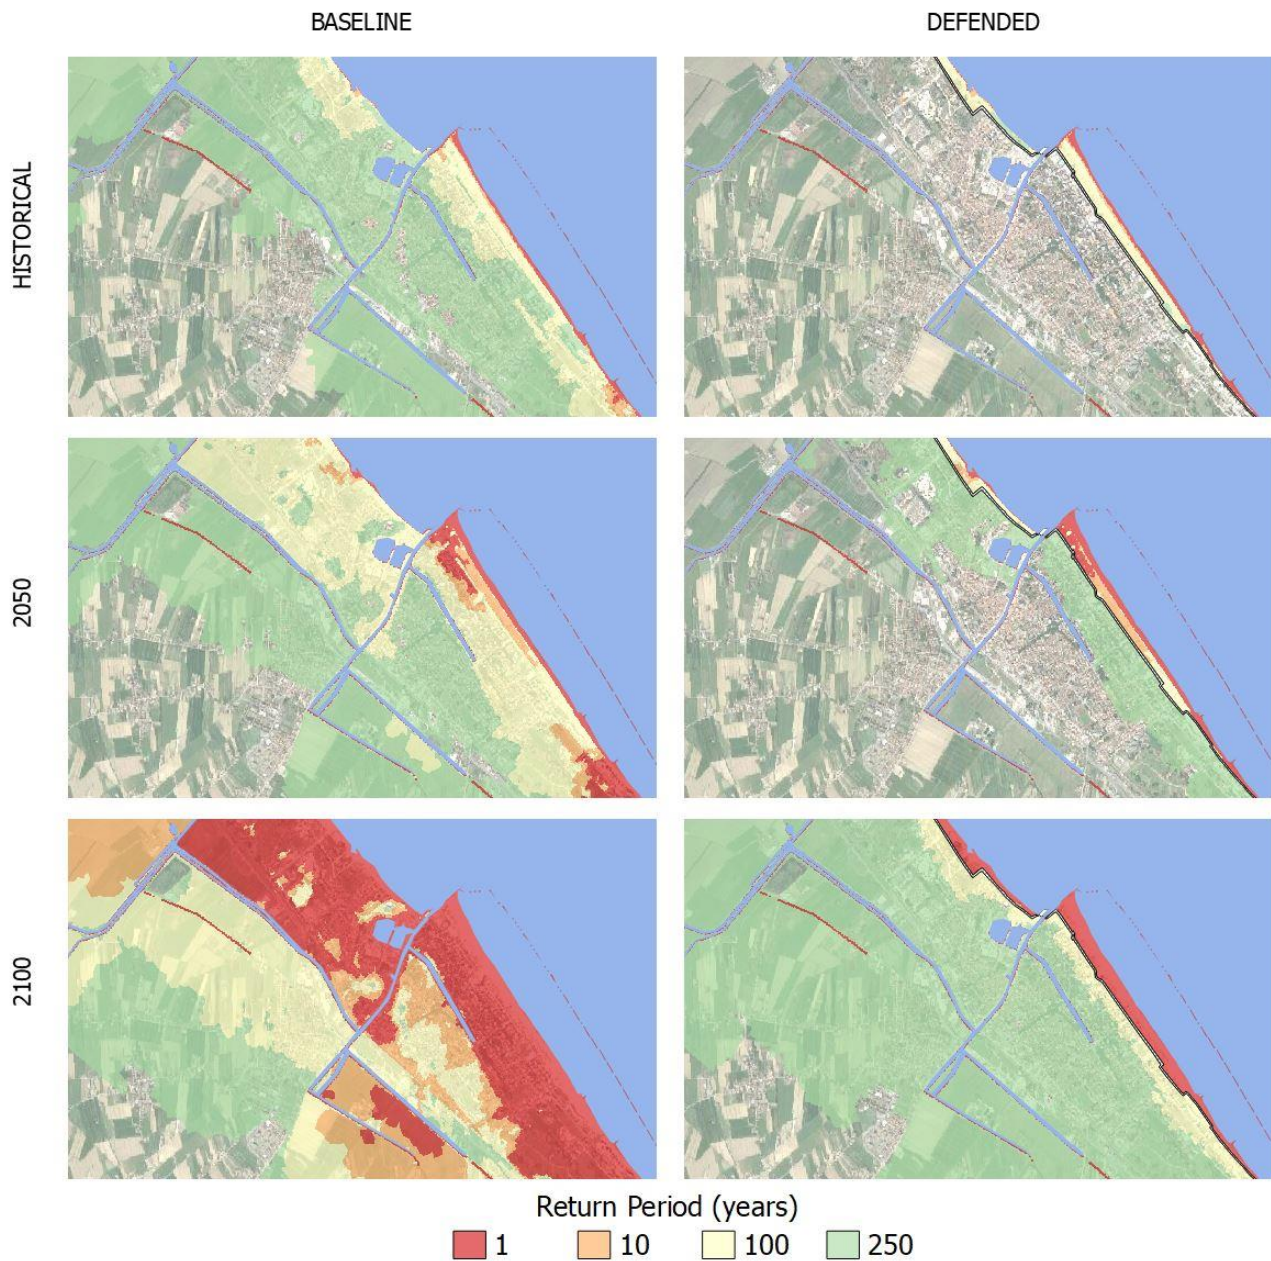 BASELINE
DEFENDED
HISTORICAL
2050
2100
Return Period (years)
1
10
100
250